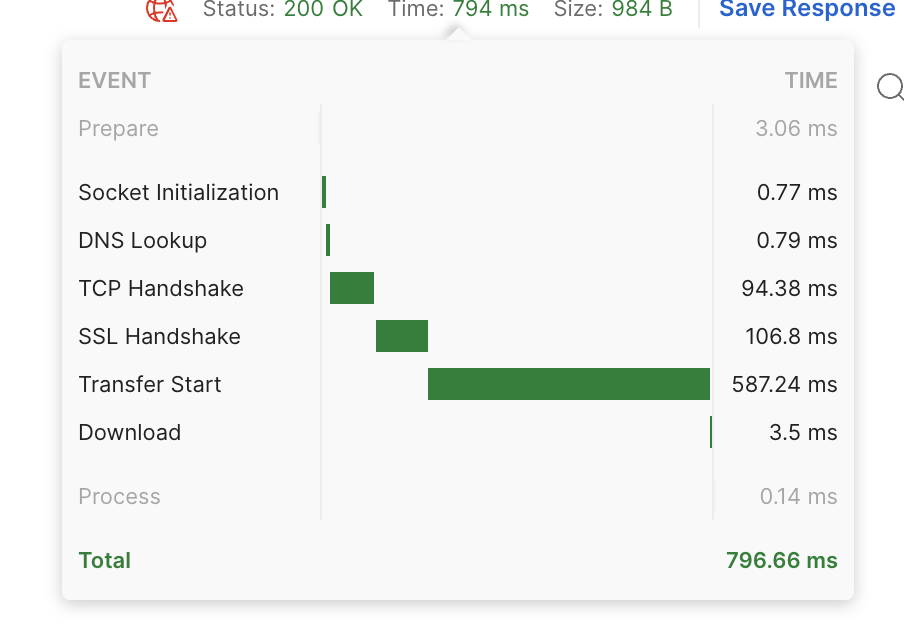 Status: 200 OK Time: 794 ms Size: 984 B Save Response
EVENT TIME
Prepare 3.06 ms
Socket Initialization 0.77 ms
DNS Lookup 0.79 ms
TCP Handshake 94.38 ms
SSL Handshake 106.8 ms
Transfer Start 587.24 ms
Download 3.5 ms
Process 0.14 ms
Total 796.66 ms